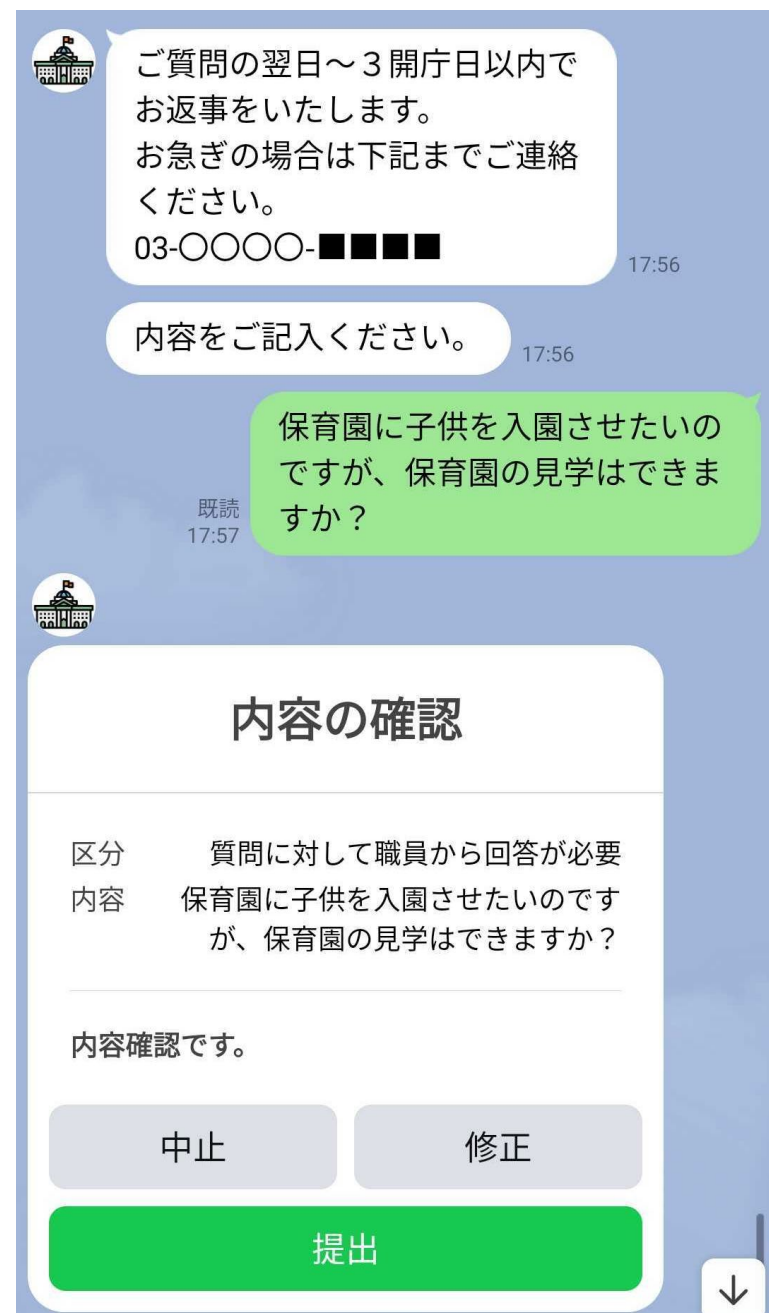 ご質問の翌日～３開庁日以内で
お返事をいたします。
お急ぎの場合は下記までご連絡
ください。
03-〇〇〇〇-■■■■
17:56
内容をご記入ください。
17:56
保育園に子供を入園させたいの
ですが、保育園の見学はできま
すか？
既読
17:57
内容の確認
区分 質問に対して職員から回答が必要
内容 保育園に子供を入園させたいのです
が、保育園の見学はできますか？
内容確認です。
中止 修正
提出